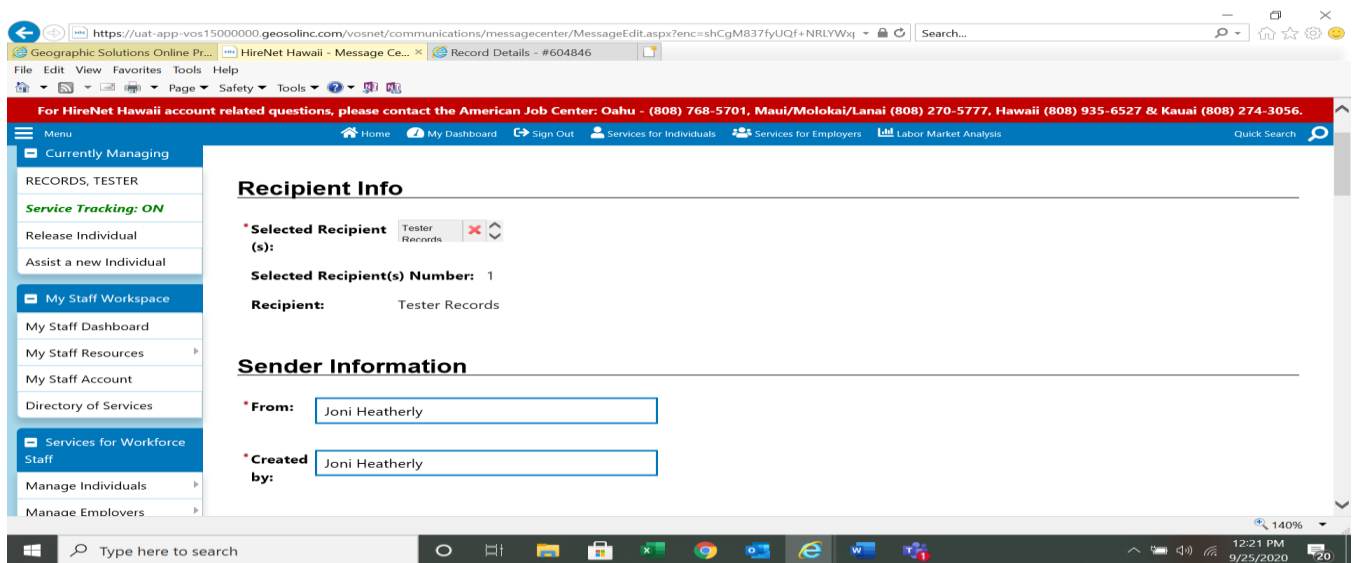 https://uat-app-vos15000000.geosolinc.com/vosnet/communications/messagecenter/MessageEdit.aspx?enc=shCgM837fyUQf+NRLYWxj
Search...
Geographic Solutions Online Pr...
HireNet Hawaii - Message Ce...
Record Details - #604846
File Edit View Favorites Tools Help
Page Safety Tools
For HireNet Hawaii account related questions, please contact the American Job Center: Oahu - (808) 768-5701, Maui/Molokai/Lanai (808) 270-5777, Hawaii (808) 935-6527 & Kauai (808) 274-3056.
Menu
Home My Dashboard Sign Out Services for Individuals Services for Employers Labor Market Analysis
Quick Search
Currently Managing
RECORDS, TESTER
Service Tracking: ON
Release Individual
Assist a new Individual
My Staff Workspace
My Staff Dashboard
My Staff Resources
My Staff Account
Directory of Services
Services for Workforce
Staff
Manage Individuals
Manage Employers
Recipient Info
*Selected Recipient
(s):
Tester
Records
Selected Recipient(s) Number: 1
Recipient: Tester Records
Sender Information
*From: Joni Heatherly
*Created
by:
Joni Heatherly
140%
Type here to search
12:21 PM
9/25/2020
20